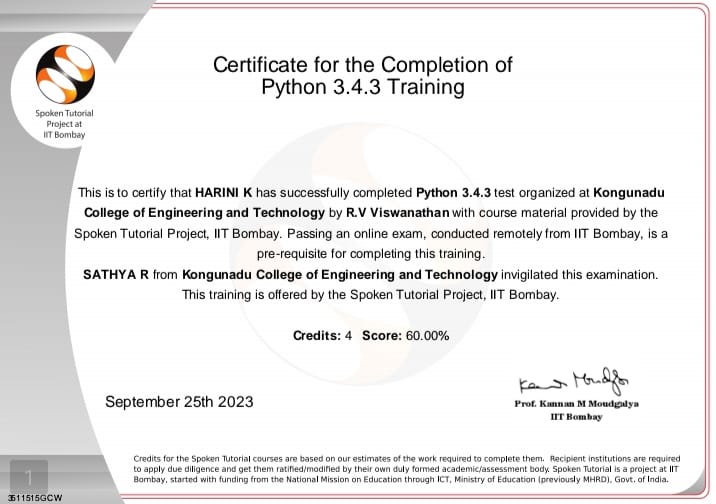 Spoken Tutorial
Project at
IIT Bombay
Certificate for the Completion of
Python 3.4.3 Training
This is to certify that HARINI K has successfully completed Python 3.4.3 test organized at Kongunadu
College of Engineering and Technology by R.V Viswanathan with course material provided by the
Spoken Tutorial Project, IIT Bombay. Passing an online exam, conducted remotely from IIT Bombay, is a
pre-requisite for completing this training.
SATHYA R from Kongunadu College of Engineering and Technology invigilated this examination.
This training is offered by the Spoken Tutorial Project, IIT Bombay.
Credits: 4 Score: 60.00%
September 25th 2023
Prof. Kannan M Moudgalya
IIT Bombay
Credits for the Spoken Tutorial courses are based on our estimates of the work required to complete them. Recipient institutions are required
to apply due diligence and get them ratified/modified by their own duly formed academic/assessment body. Spoken Tutorial is a project at IIT
Bombay, started with funding from the National Mission on Education through ICT, Ministry of Education (previously MHRD), Govt. of India.
1
3511515GCW